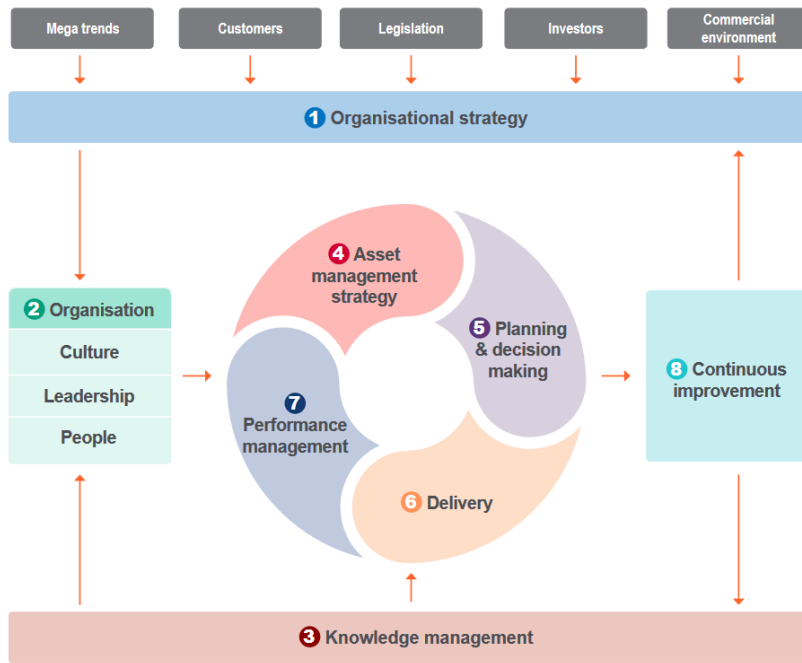 Mega trends
Customers
Legislation
Investors
Commercial
environment
1 Organisational strategy
4 Asset
management
strategy
2 Organisation
Culture
Leadership
People
5 Planning
& decision
making
8 Continuous
improvement
7
Performance
management
6 Delivery
3 Knowledge management